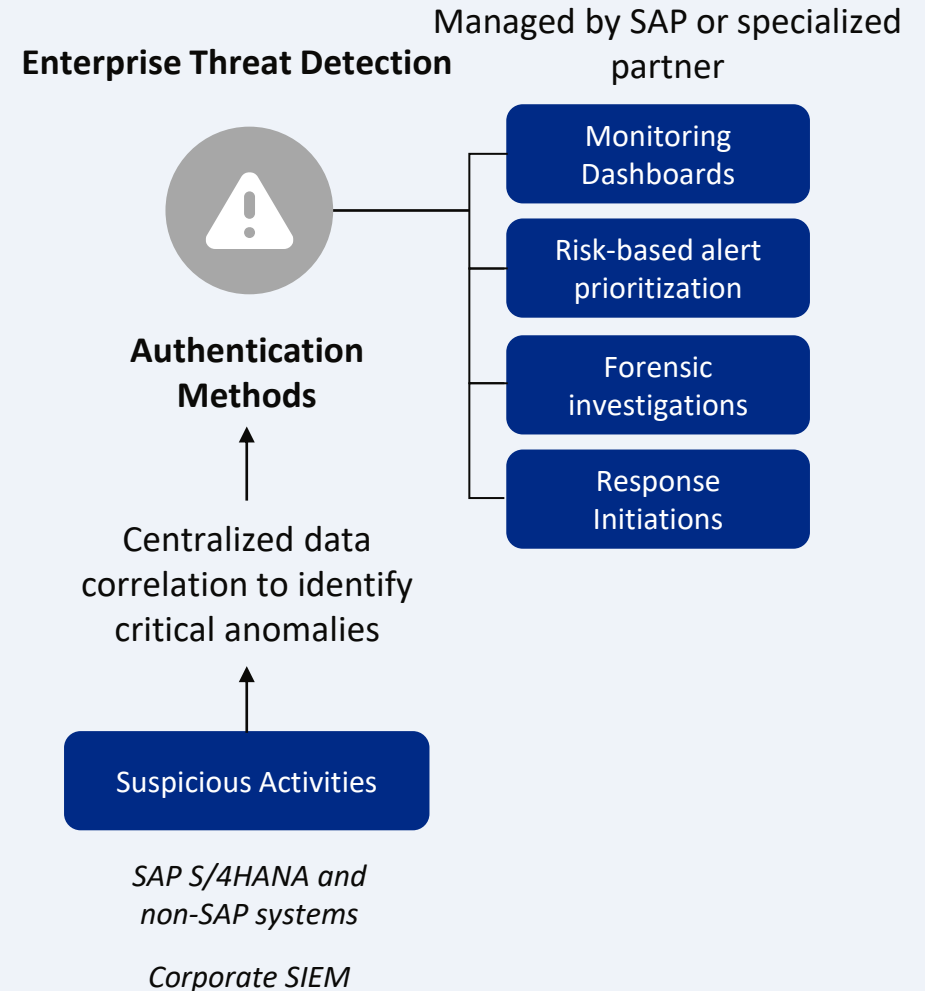 Managed by SAP or specialized
partner
Enterprise Threat Detection
Monitoring
Dashboards
Risk-based alert
prioritization
Forensic
investigations
Response
Initiations
Authentication
Methods
Centralized data
correlation to identify
critical anomalies
Suspicious Activities
SAP S/4HANA and
non-SAP systems
Corporate SIEM